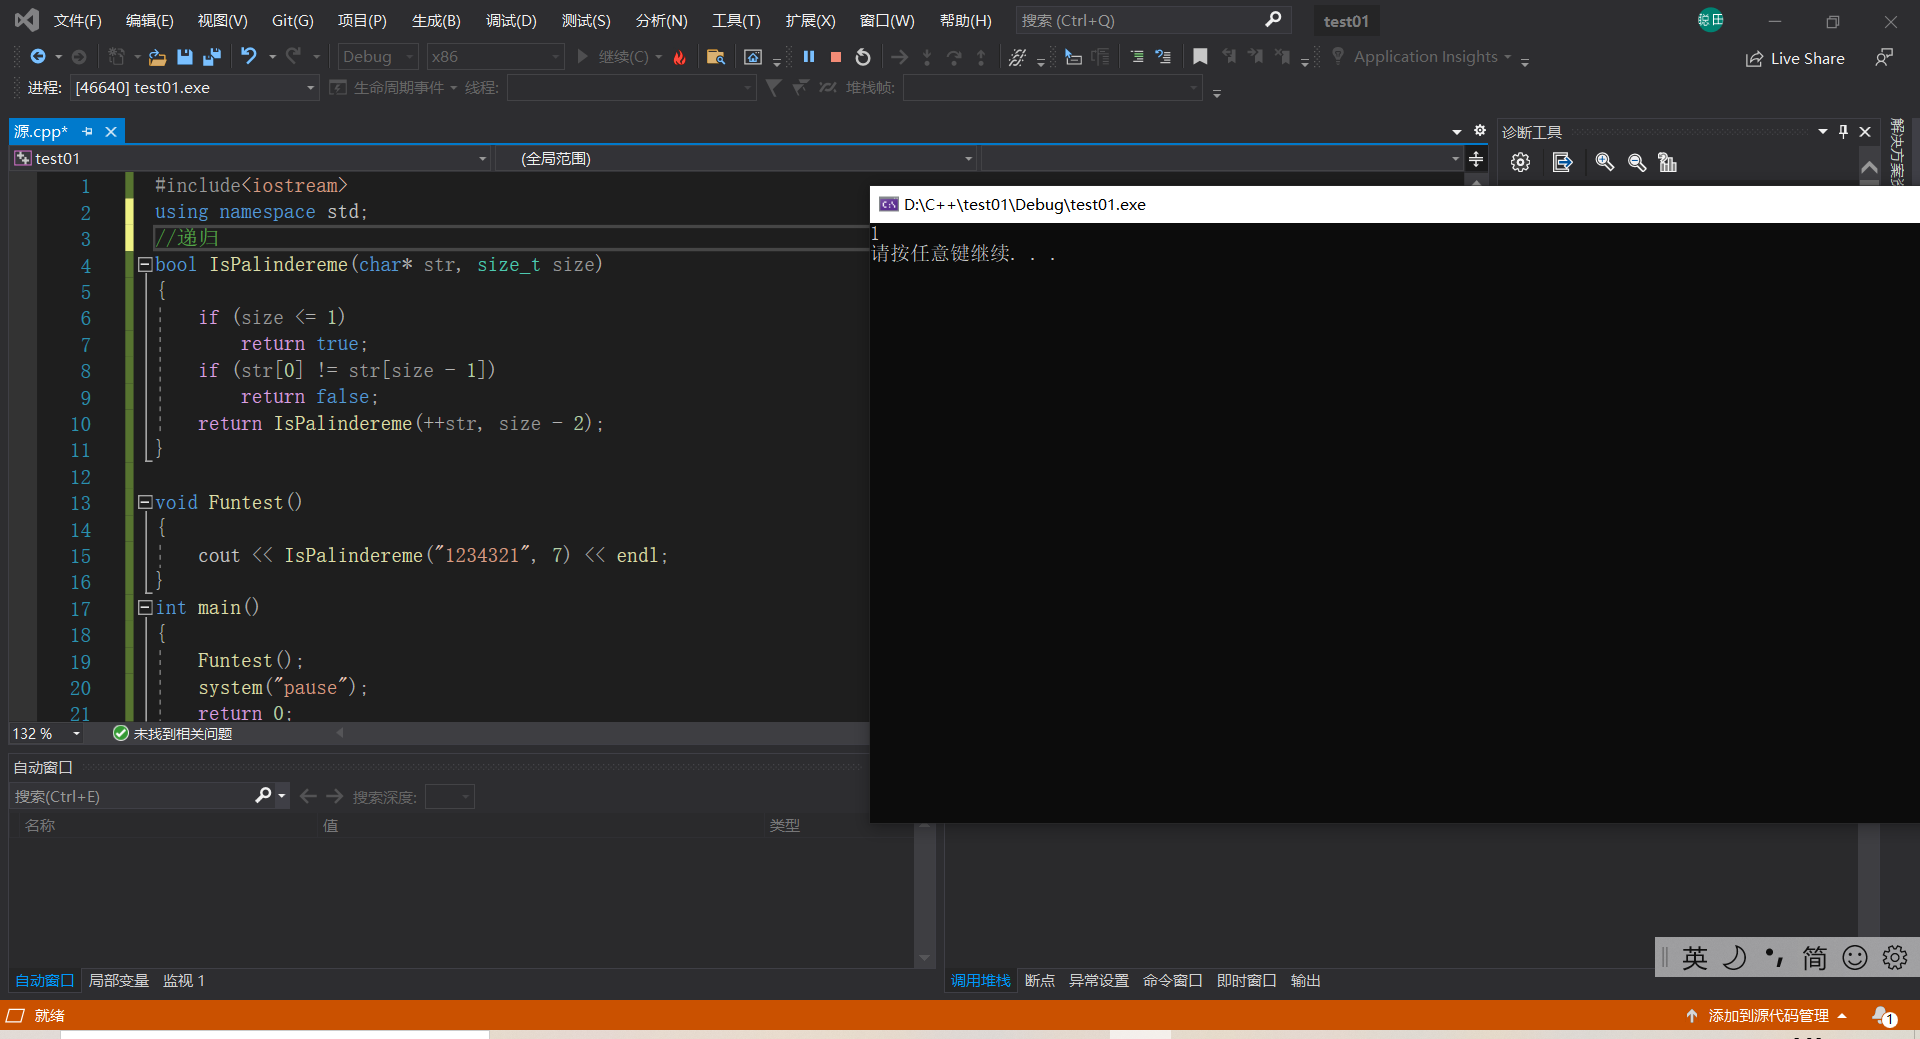 文件(F) 编辑(E) 视图(V) Git(G) 项目(P) 生成(B) 调试(D) 测试(S) 分析(N) 工具(T) 扩展(X) 窗口(W) 帮助(H) 搜索 (Ctrl+Q) test01
Debug x86 继续(C) Application Insights Live Share
进程: [46640] test01.exe 生命周期事件 线程: 堆栈帧:
源.cpp* 诊断工具
test01 (全局范围)
1 #include<iostream>
2 using namespace std;
3 //递归
4 bool IsPalindereme(char* str, size_t size)
5 {
6 if (size <= 1)
7 return true;
8 if (str[0] != str[size - 1])
9 return false;
10 return IsPalindereme(++str, size - 2);
11 }
12
13 void Funtest()
14 {
15 cout << IsPalindereme("1234321", 7) << endl;
16 }
17 int main()
18 {
19 Funtest();
20 system("pause");
21 return 0;
D:\C++\test01\Debug\test01.exe
1
请按任意键继续. . .
132 % 未找到相关问题
自动窗口
搜索(Ctrl+E) 搜索深度:
名称 值 类型
自动窗口 局部变量 监视 1
调用堆栈 断点 异常设置 命令窗口 即时窗口 输出
英 简
就绪 添加到源代码管理 1